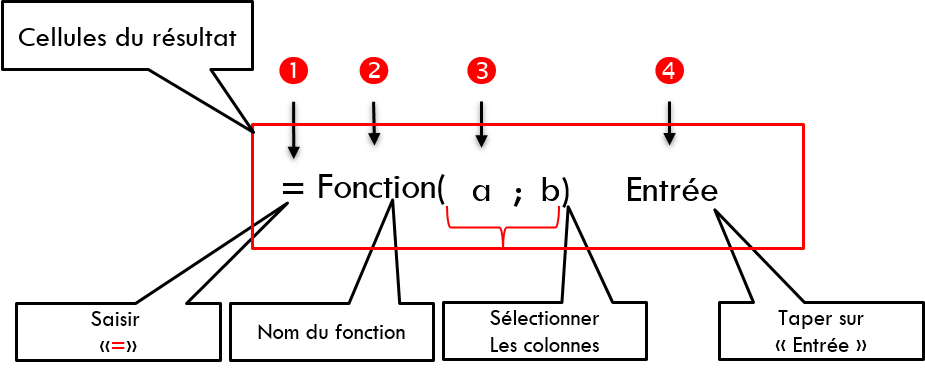 Cellules du résultat
1 2 3 4
= Fonction( a ; b) Entrée
Saisir
«=»
Nom du fonction
Sélectionner
Les colonnes
Taper sur
« Entrée »